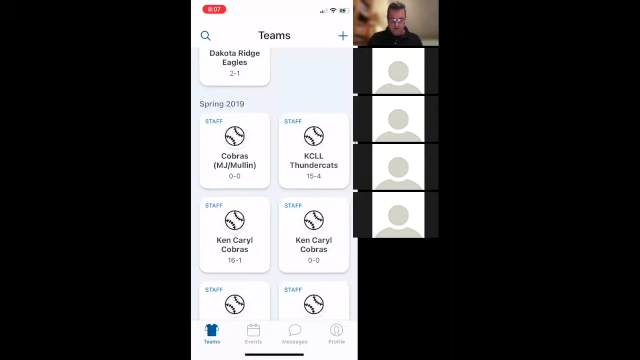 8:07
Teams
Dakota Ridge
Eagles
2-1
Spring 2019
STAFF
Cobras
(MJ/Mullin)
0-0
STAFF
KCLL
Thundercats
15-4
STAFF
Ken Caryl
Cobras
16-1
STAFF
Ken Caryl
Cobras
0-0
STAFF
STAFF
Teams
Events
Messages
Profile